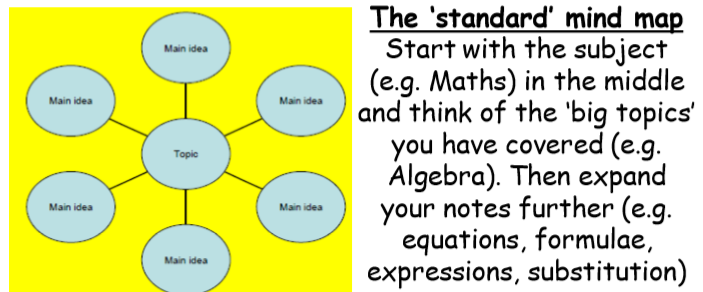 Main idea
Main idea
Main idea
Topic
Main idea
Main idea
Main idea
The ‘standard’ mind map
Start with the subject
(e.g. Maths) in the middle
and think of the ‘big topics’
you have covered (e.g.
Algebra). Then expand
your notes further (e.g.
equations, formulae,
expressions, substitution)